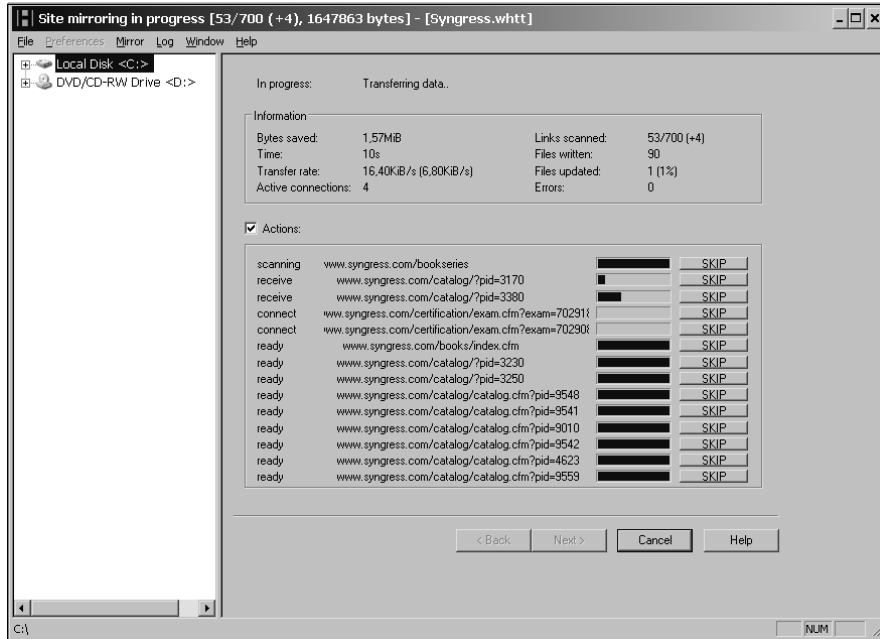 Site mirroring in progress [53/700 (+4), 1647863 bytes] - [Syngress.whtt]
File Preferences Mirror Log Window Help
Local Disk <C:>
DVD/CD-RW Drive <D:>
In progress: Transferring data..
Information
Bytes saved: 1,57MiB Links scanned: 53/700 (+4)
Time: 10s Files written: 90
Transfer rate: 16,40KiB/s (6,80KiB/s) Files updated: 1 (1%)
Active connections: 4 Errors: 0
Actions:
scanning www.syngress.com/bookseries SKIP
receive www.syngress.com/catalog/?pid=3170 SKIP
receive www.syngress.com/catalog/?pid=3380 SKIP
connect www.syngress.com/certification/exam.cfm?exam=702918 SKIP
connect www.syngress.com/certification/exam.cfm?exam=702908 SKIP
ready www.syngress.com/books/index.cfm SKIP
ready www.syngress.com/catalog/?pid=3230 SKIP
ready www.syngress.com/catalog/?pid=3250 SKIP
ready www.syngress.com/catalog/catalog.cfm?pid=9548 SKIP
ready www.syngress.com/catalog/catalog.cfm?pid=9541 SKIP
ready www.syngress.com/catalog/catalog.cfm?pid=9010 SKIP
ready www.syngress.com/catalog/catalog.cfm?pid=9542 SKIP
ready www.syngress.com/catalog/catalog.cfm?pid=4623 SKIP
ready www.syngress.com/catalog/catalog.cfm?pid=9559 SKIP
< Back Next > Cancel Help
C:\ NUM